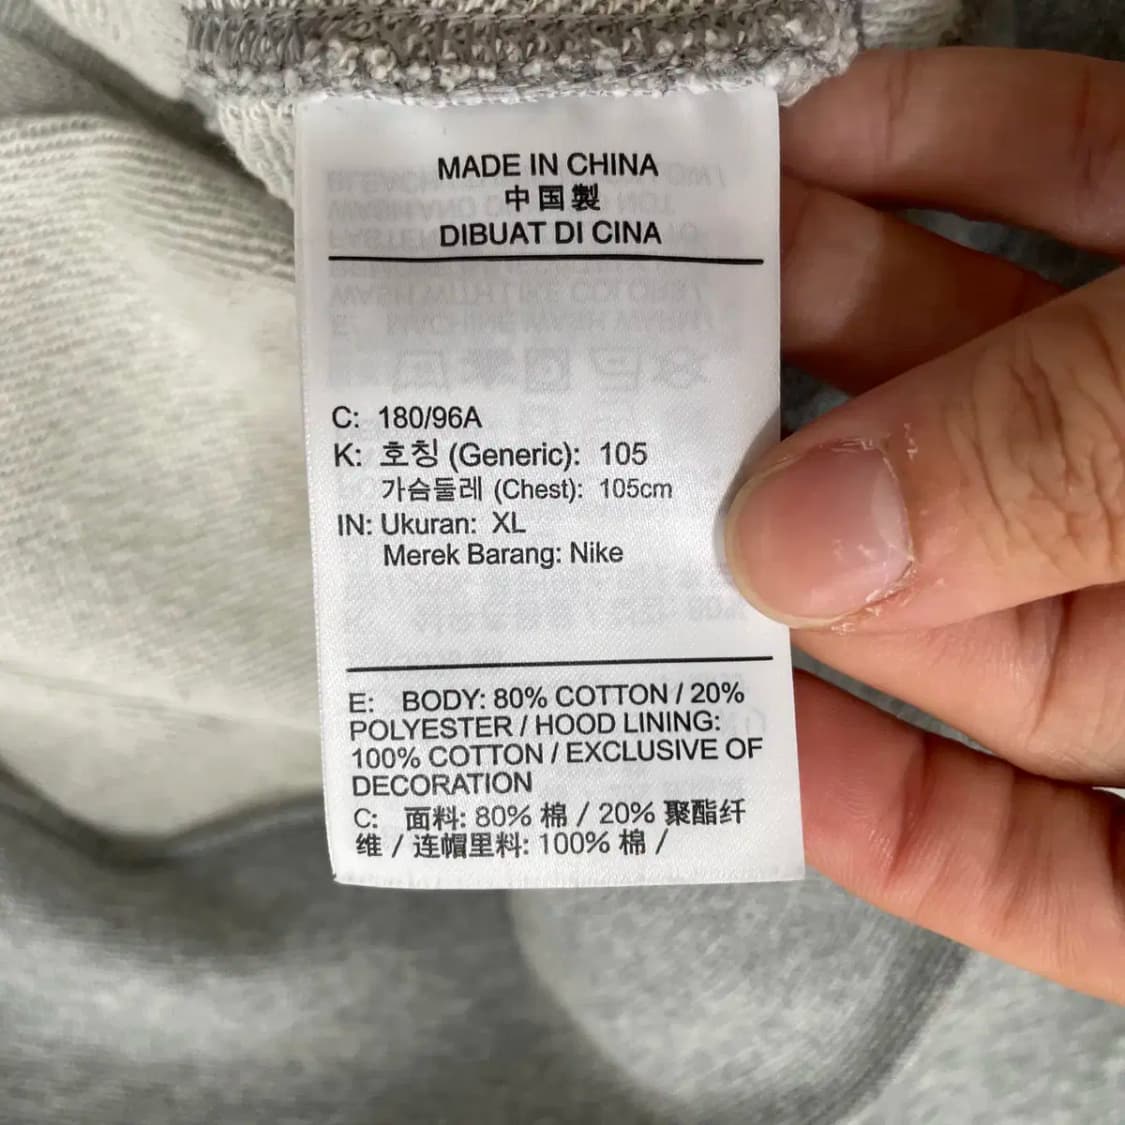 MADE IN CHINA
中国製
DIBUAT DI CINA
C: 180/96A
K: 호칭 (Generic): 105
가슴둘레 (Chest): 105cm
IN: Ukuran: XL
Merek Barang: Nike
E: BODY: 80% COTTON / 20%
POLYESTER / HOOD LINING:
100% COTTON / EXCLUSIVE OF
DECORATION
C: 面料: 80% 棉 / 20% 聚酯纤
维 / 连帽里料: 100% 棉 /